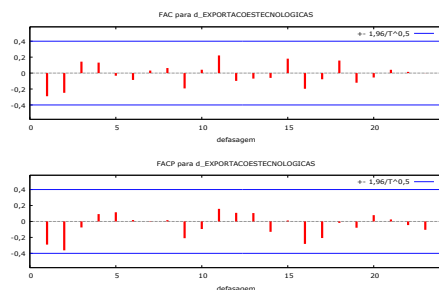 FAC para d_EXPORTACOESTECNOLOGICAS
+- 1,96/T^0,5
0,4
0,2
0
-0,2
-0,4
0 5 10 15 20
defasagem
FACP para d_EXPORTACOESTECNOLOGICAS
+- 1,96/T^0,5
0,4
0,2
0
-0,2
-0,4
0 5 10 15 20
defasagem